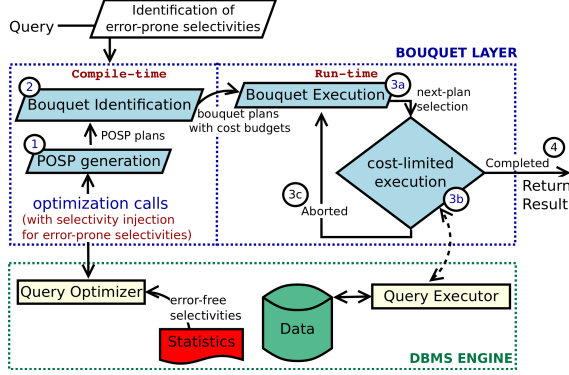 Identification of
error-prone selectivities
Query
BOUQUET LAYER
Compile-time
Run-time
2
Bouquet Identification
Bouquet Execution
3a
next-plan
selection
bouquet plans
with cost budgets
POSP plans
1
POSP generation
cost-limited
execution
Completed
4
Return
Result
3b
3c
Aborted
optimization calls
(with selectivity injection
for error-prone selectivities)
Query Optimizer
error-free
selectivities
Statistics
Data
Query Executor
DBMS ENGINE